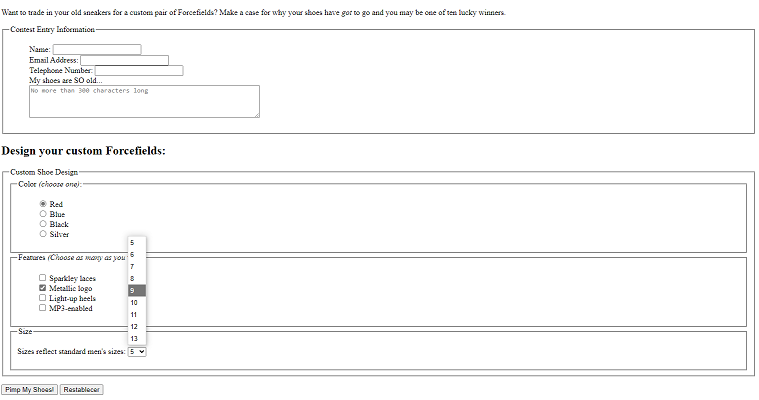 Want to trade in your old sneakers for a custom pair of Forcefields? Make a case for why your shoes have got to go and you may be one of ten lucky winners.
Contest Entry Information
Name:
Email Address:
Telephone Number:
My shoes are SO old...
No more than 300 characters long
Design your custom Forcefields:
Custom Shoe Design
Color (choose one):
Red
Blue
Black
Silver
Features (Choose as many as you
Sparkley laces
Metallic logo
Light-up heels
MP3-enabled
5
6
7
8
9
10
11
12
13
Size
Sizes reflect standard men's sizes: 5
Pimp My Shoes! Restablecer